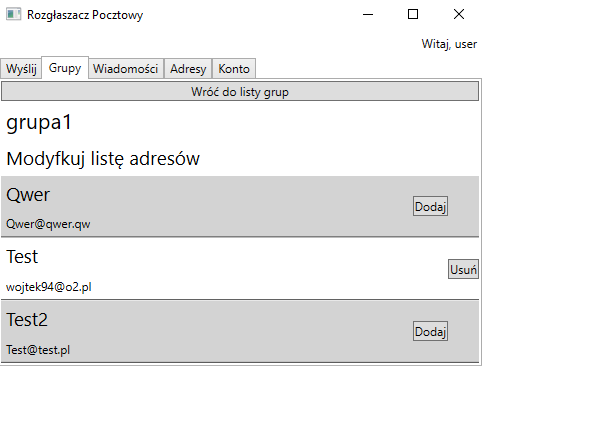 Rozgłaszacz Pocztowy
Witaj, user
Wyślij Grupy Wiadomości Adresy Konto
Wróć do listy grup
grupa1
Modyfkuj listę adresów
Qwer
Dodaj
Qwer@qwer.qw
Test
Usuń
wojtek94@o2.pl
Test2
Dodaj
Test@test.pl